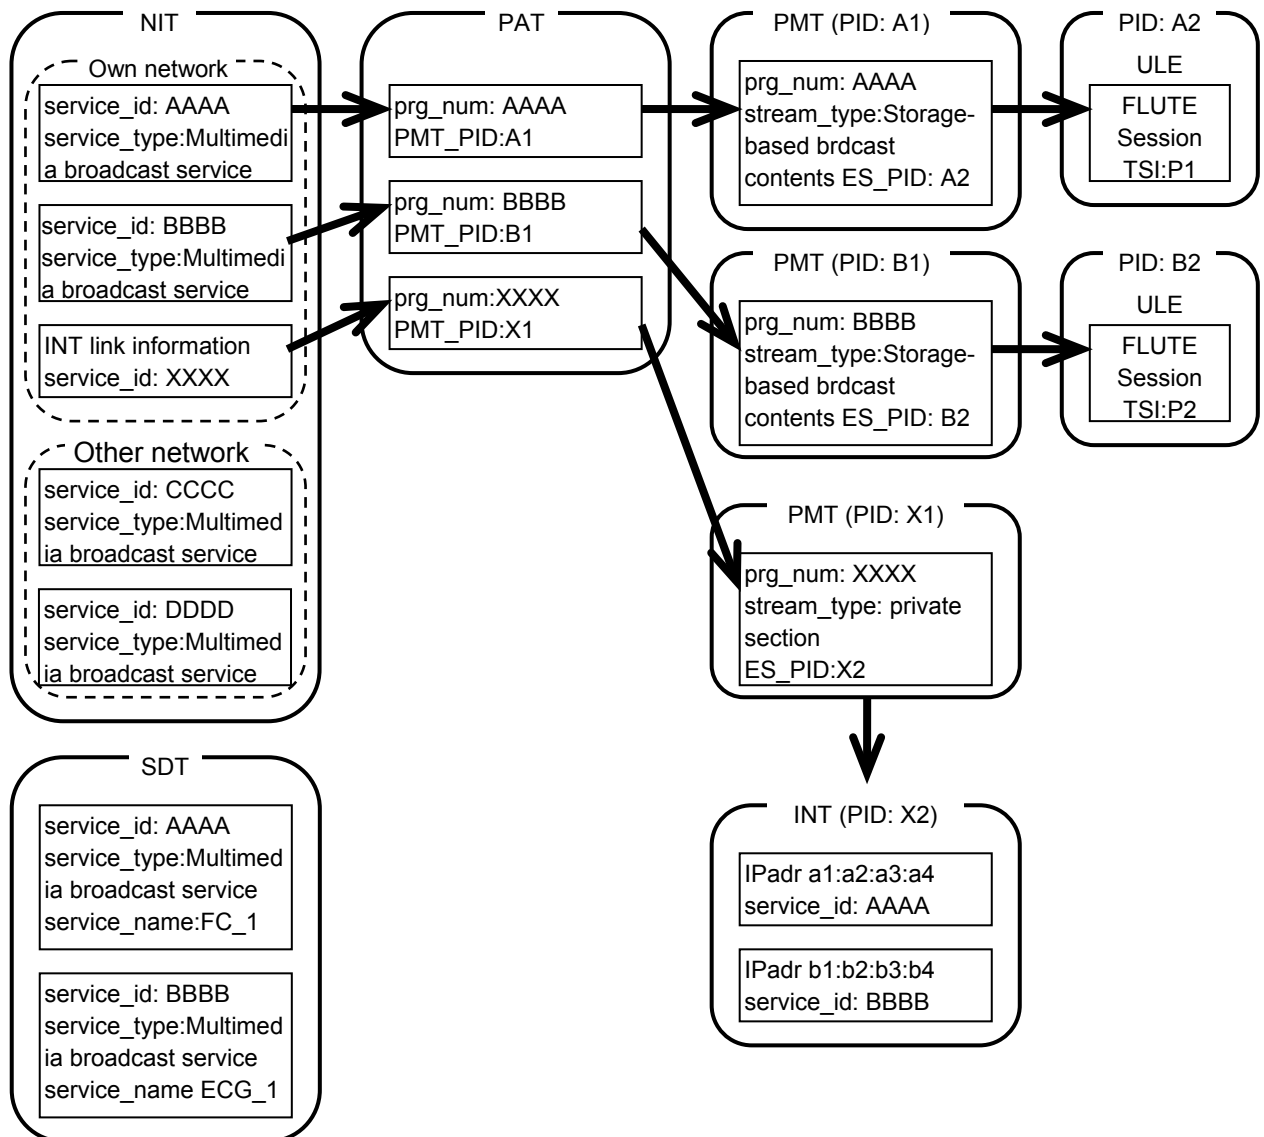 NIT
Own network
service_id: AAAA
service_type:Multimedi
a broadcast service
service_id: BBBB
service_type:Multimedi
a broadcast service
INT link information
service_id: XXXX
Other network
service_id: CCCC
service_type:Multimed
ia broadcast service
service_id: DDDD
service_type:Multimed
ia broadcast service
PAT
prg_num: AAAA
PMT_PID:A1
prg_num: BBBB
PMT_PID:B1
prg_num:XXXX
PMT_PID:X1
PMT (PID: A1)
prg_num: AAAA
stream_type:Storage-
based brdcast
contents ES_PID: A2
PID: A2
ULE
FLUTE
Session
TSI:P1
PMT (PID: B1)
prg_num: BBBB
stream_type:Storage-
based brdcast
contents ES_PID: B2
PID: B2
ULE
FLUTE
Session
TSI:P2
PMT (PID: X1)
prg_num: XXXX
stream_type: private
section
ES_PID:X2
SDT
service_id: AAAA
service_type:Multimed
ia broadcast service
service_name:FC_1
service_id: BBBB
service_type:Multimed
ia broadcast service
service_name ECG_1
INT (PID: X2)
IPadr a1:a2:a3:a4
service_id: AAAA
IPadr b1:b2:b3:b4
service_id: BBBB